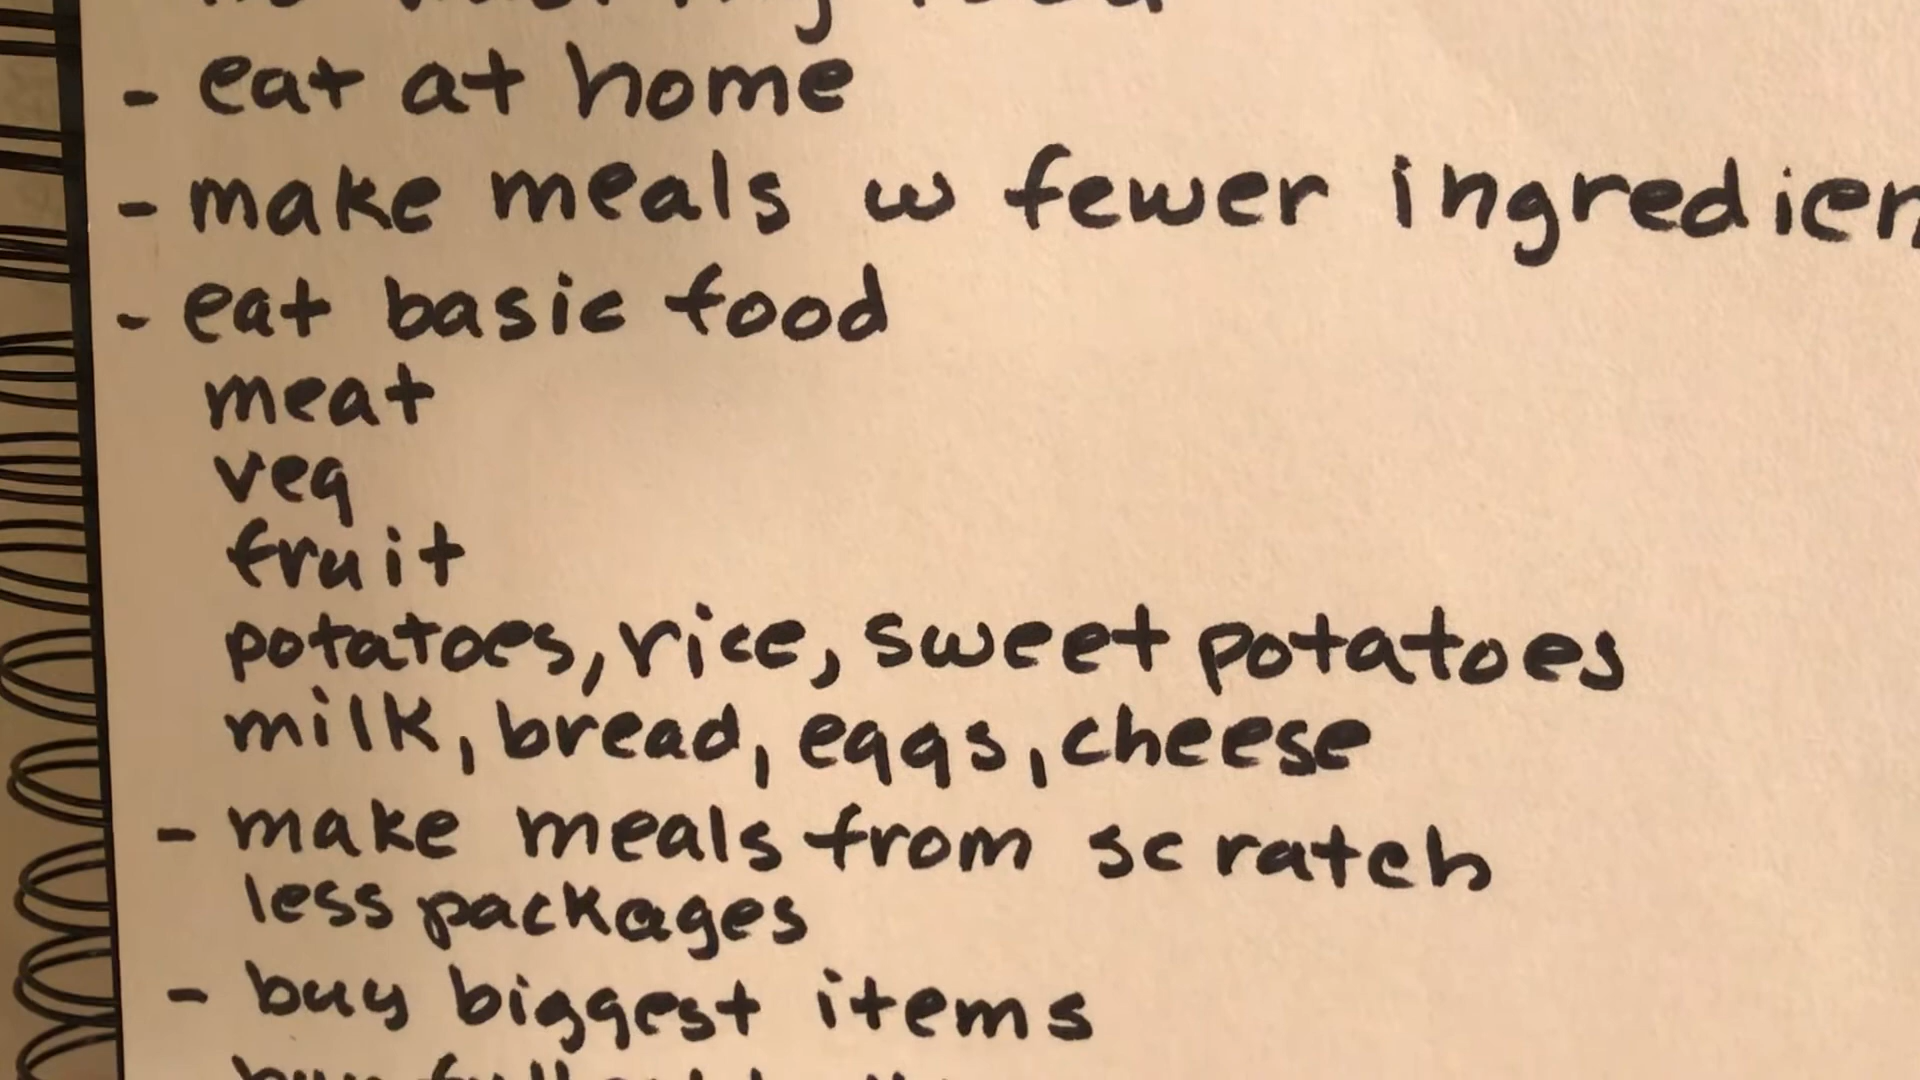 - eat at home
- make meals w fewer ingredien
- eat basic food
meat
veg
fruit
potatoes, rice, sweet potatoes
milk, bread, eggs, cheese
- make meals from scratch
less packages
- buy biggest items